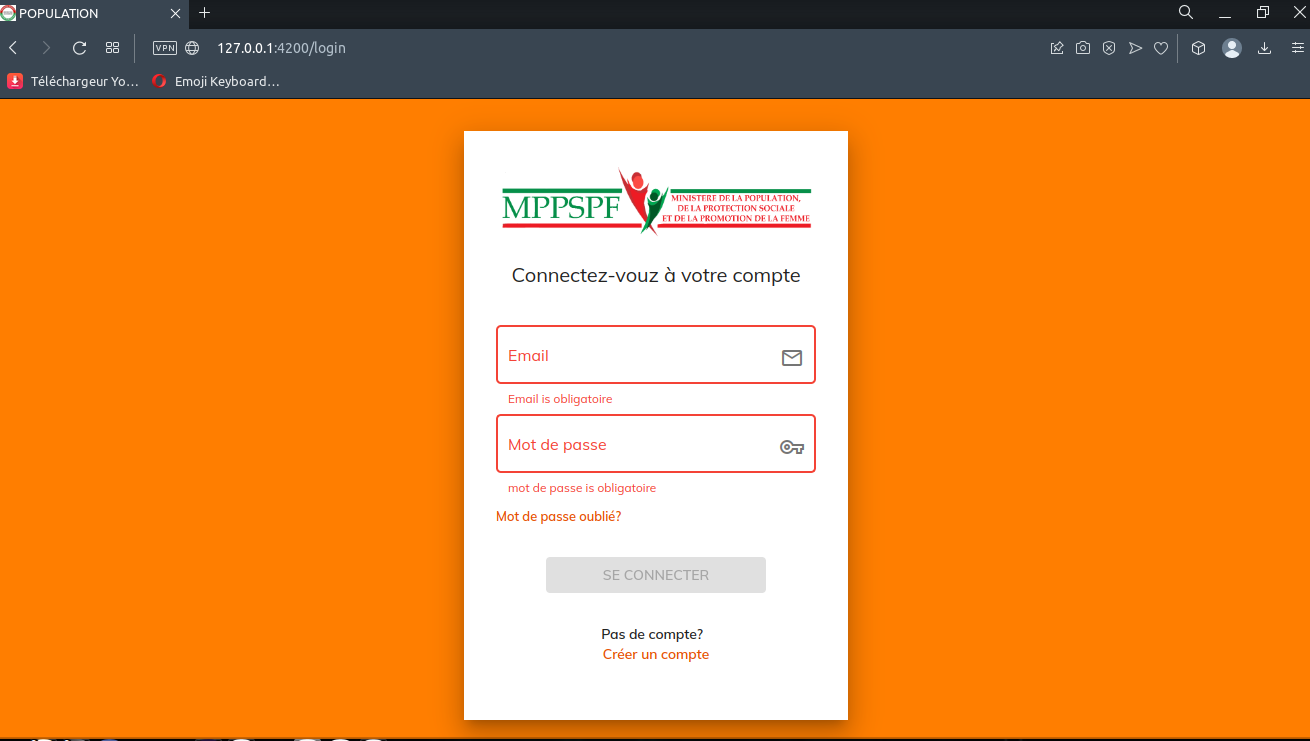 POPULATION
VPN
127.0.0.1:4200/login
Téléchargeur Yo...
Emoji Keyboard...
MPPSPF
MINISTERE DE LA POPULATION,
DE LA PROTECTION SOCIALE
ET DE LA PROMOTION DE LA FEMME
Connectez-vouz à votre compte
Email
Email is obligatoire
Mot de passe
mot de passe is obligatoire
Mot de passe oublié?
SE CONNECTER
Pas de compte?
Créer un compte